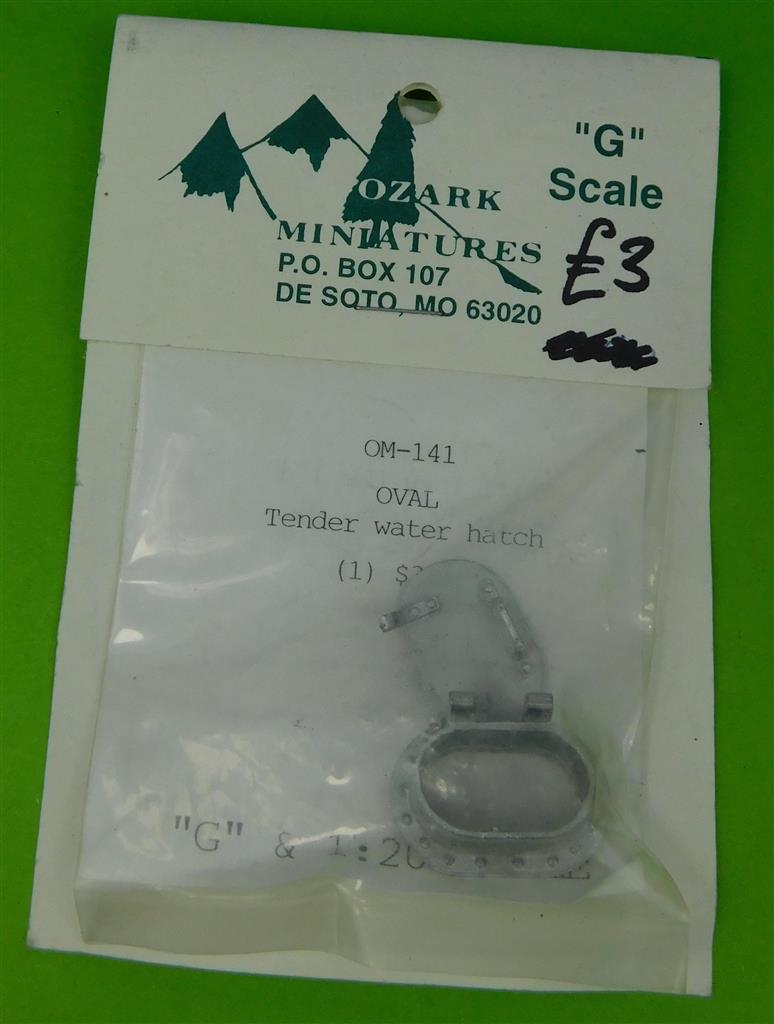 OZARK
MINIATURES
P.O. BOX 107
DE SOTO, MO 63020
"G"
Scale
£3
OM-141
OVAL
Tender water hatch
(1)
"G" &